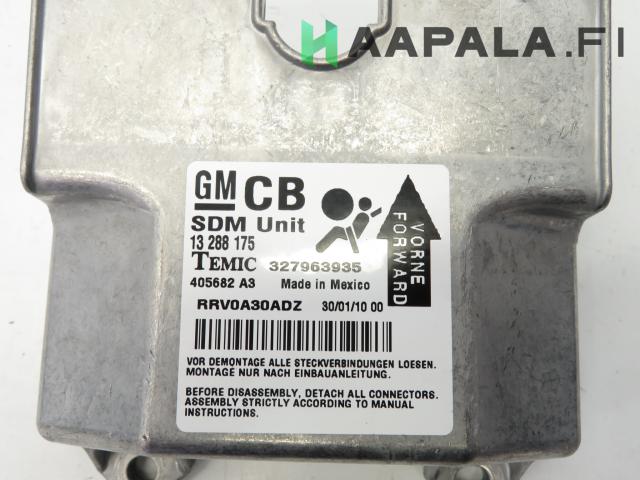 HAAPALA.FI
GM CB
SDM Unit
13 288 175
TEMIC 327963935
405682 A3 Made in Mexico
RRV0A30ADZ 30/01/10 00
VORNE
FORWARD
VOR DEMONTAGE ALLE STECKVERBINDUNGEN LOESEN.
MONTAGE NUR NACH EINBAUANLEITUNG.
BEFORE DISASSEMBLY, DETACH ALL CONNECTORS.
ASSEMBLY STRICTLY ACCORDING TO MANUAL
INSTRUCTIONS.